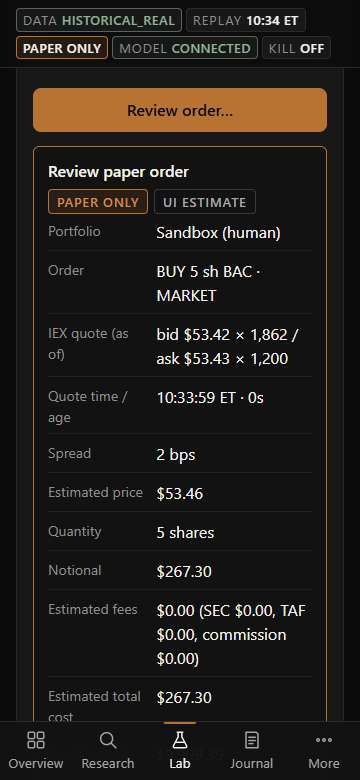 DATA HISTORICAL_REAL REPLAY 10:34 ET
PAPER ONLY MODEL CONNECTED KILL OFF
Review order...
Review paper order
PAPER ONLY UI ESTIMATE
Portfolio Sandbox (human)
Order BUY 5 sh BAC ·
MARKET
IEX quote (as bid $53.42 × 1,862 /
of) ask $53.43 × 1,200
Quote time / 10:33:59 ET · 0s
age
Spread 2 bps
Estimated price $53.46
Quantity 5 shares
Notional $267.30
Estimated fees $0.00 (SEC $0.00, TAF
$0.00, commission
$0.00)
Estimated total $267.30
cost
Overview Research Lab Journal More